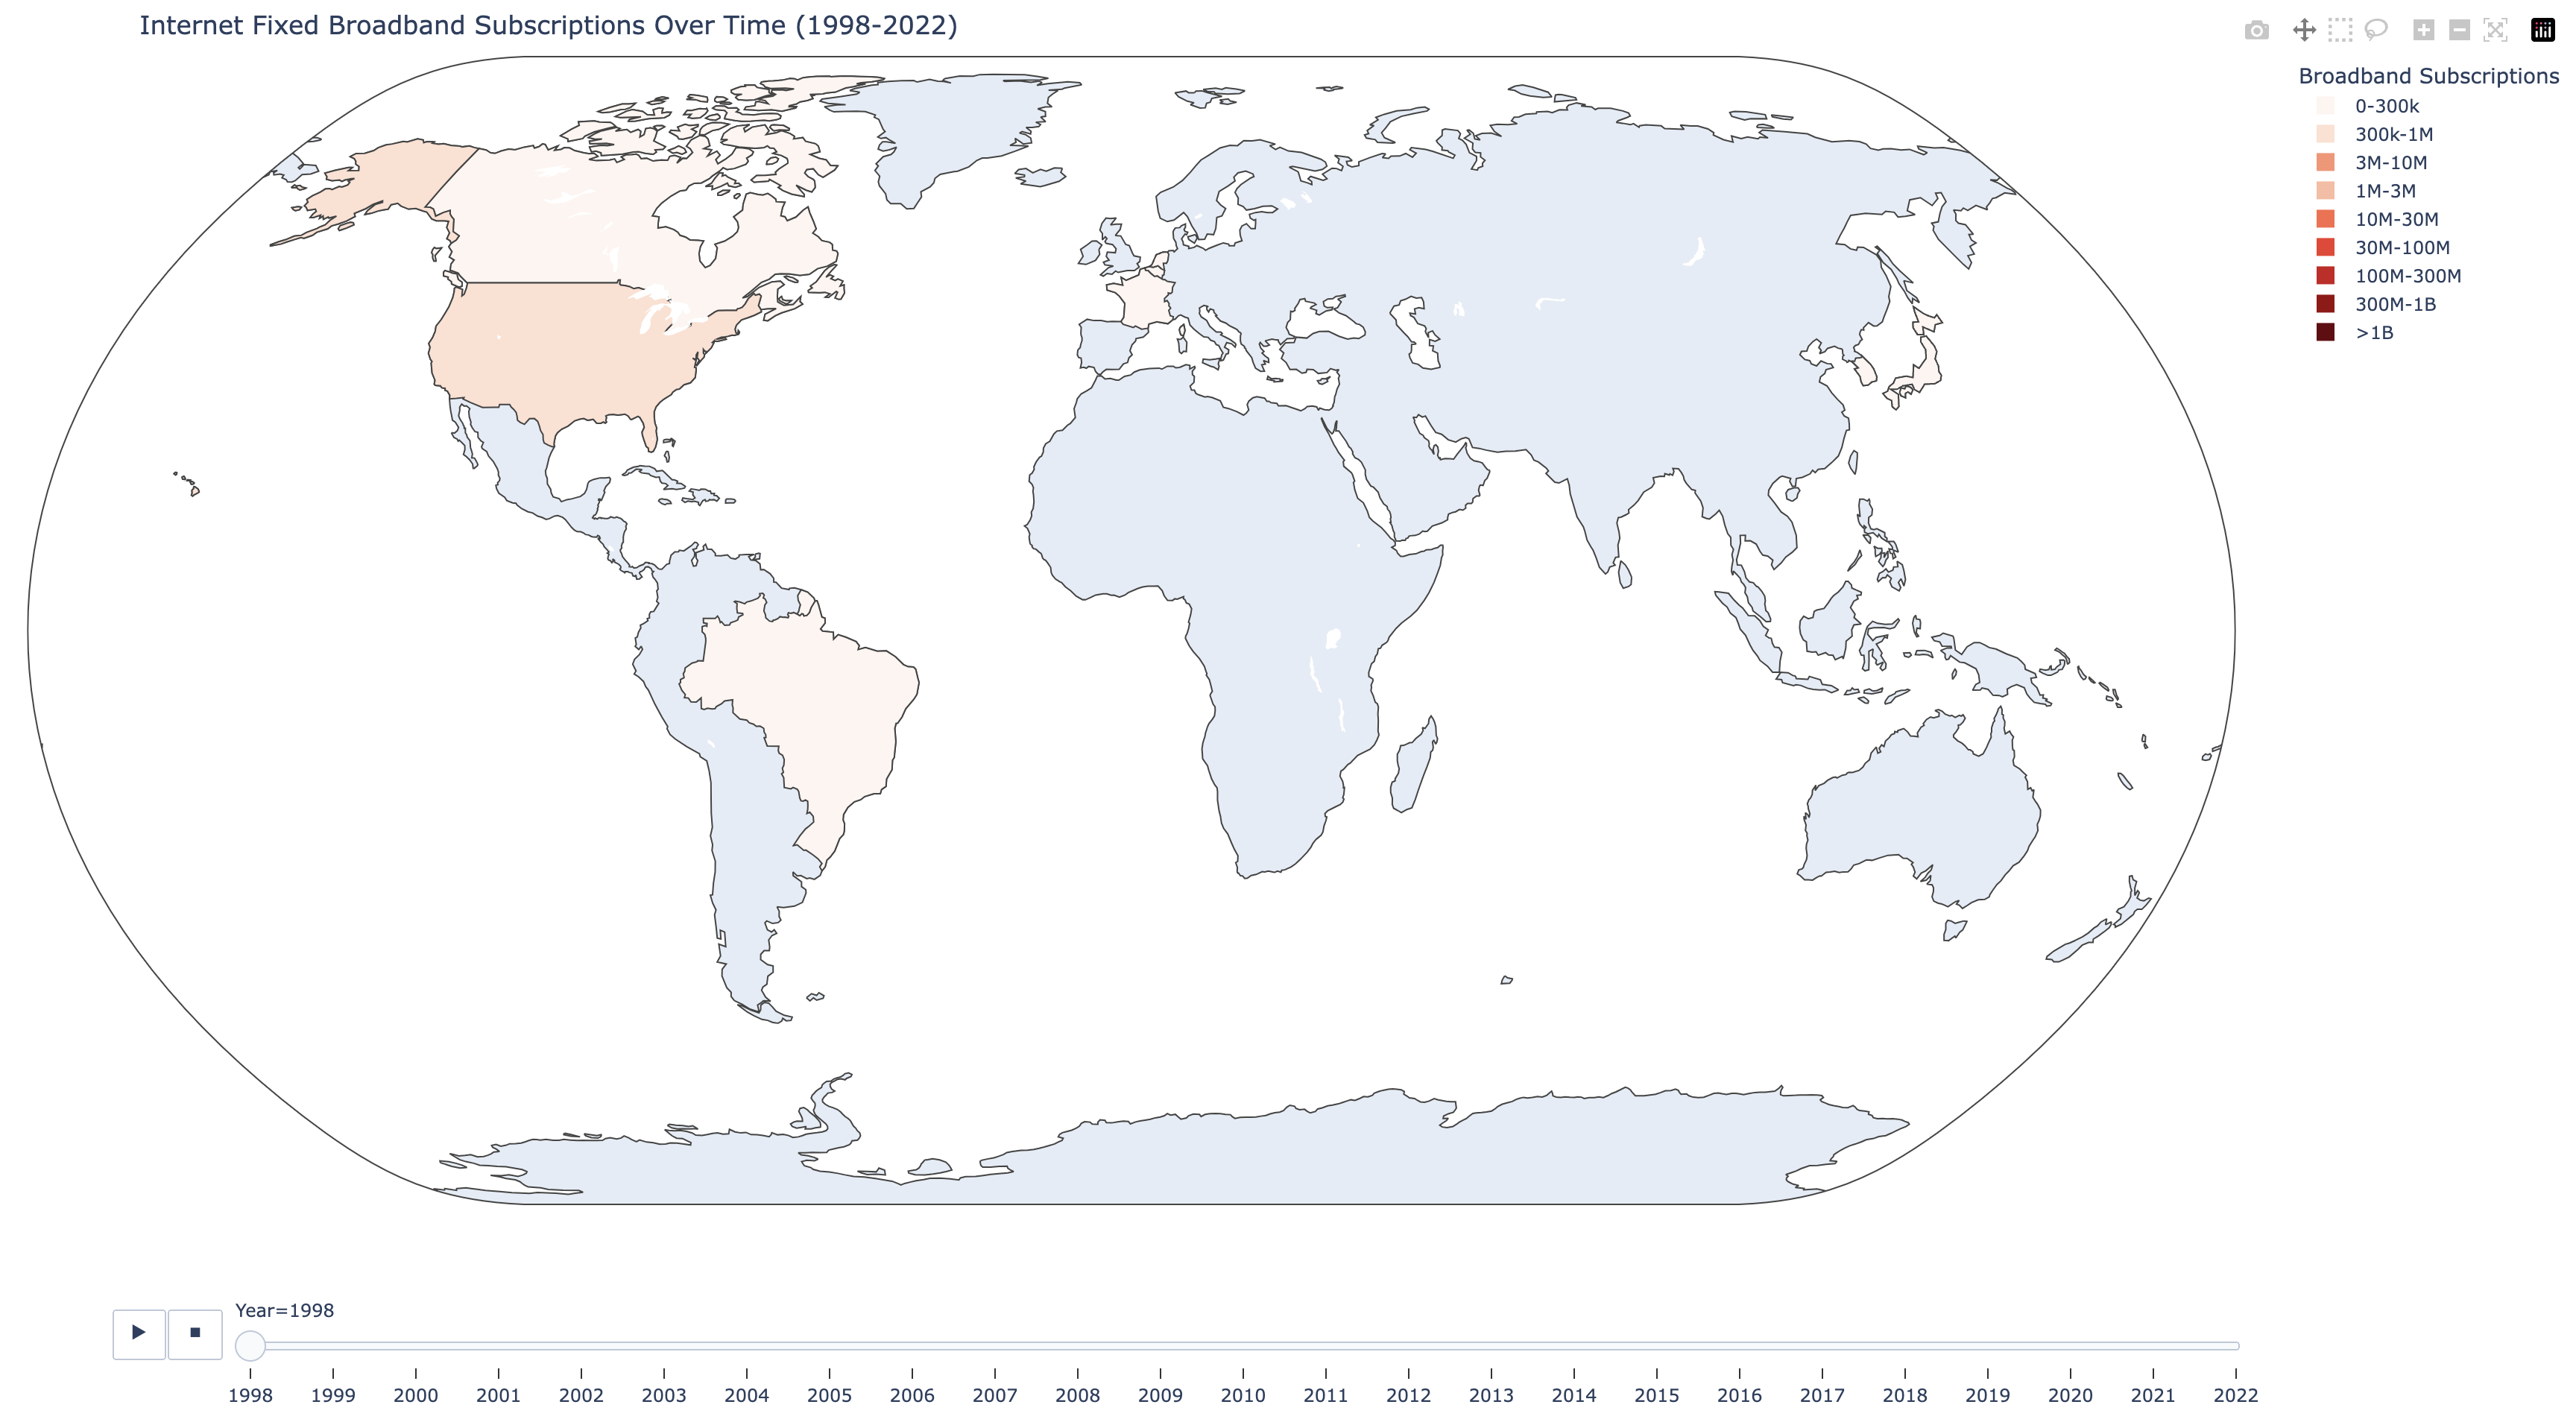 Internet Fixed Broadband Subscriptions Over Time (1998-2022)
Broadband Subscriptions
0-300k
300k-1M
3M-10M
1M-3M
10M-30M
30M-100M
100M-300M
300M-1B
>1B
Year=1998
1998 1999 2000 2001 2002 2003 2004 2005 2006 2007 2008 2009 2010 2011 2012 2013 2014 2015 2016 2017 2018 2019 2020 2021 2022